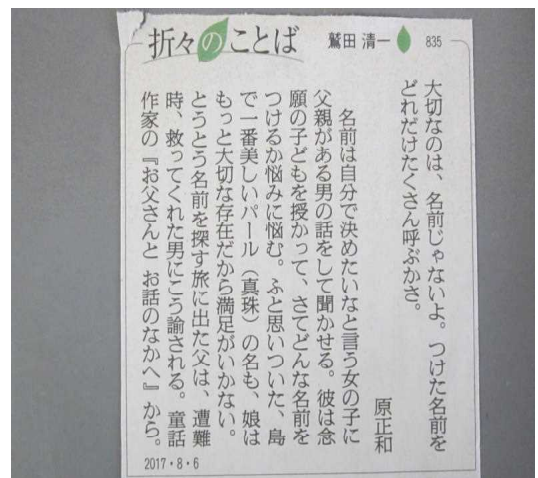 折々のことば 鷲田 清一 835
大切なのは、名前じゃないよ。つけた名前を
どれだけたくさん呼ぶかさ。
原正和
名前は自分で決めたいなと言う女の子に
父親がある男の話をして聞かせる。彼は念
願の子どもを授かって、さてどんな名前を
つけるか悩みに悩む。ふと思いついた、島
で一番美しいパール（真珠）の名も、娘は
もっと大切な存在だから満足がいかない。
とうとう名前を探す旅に出た父は、遭難
時、救ってくれた男にこう諭される。童話
作家の『お父さんと お話のなかへ』から。
2017・8・6